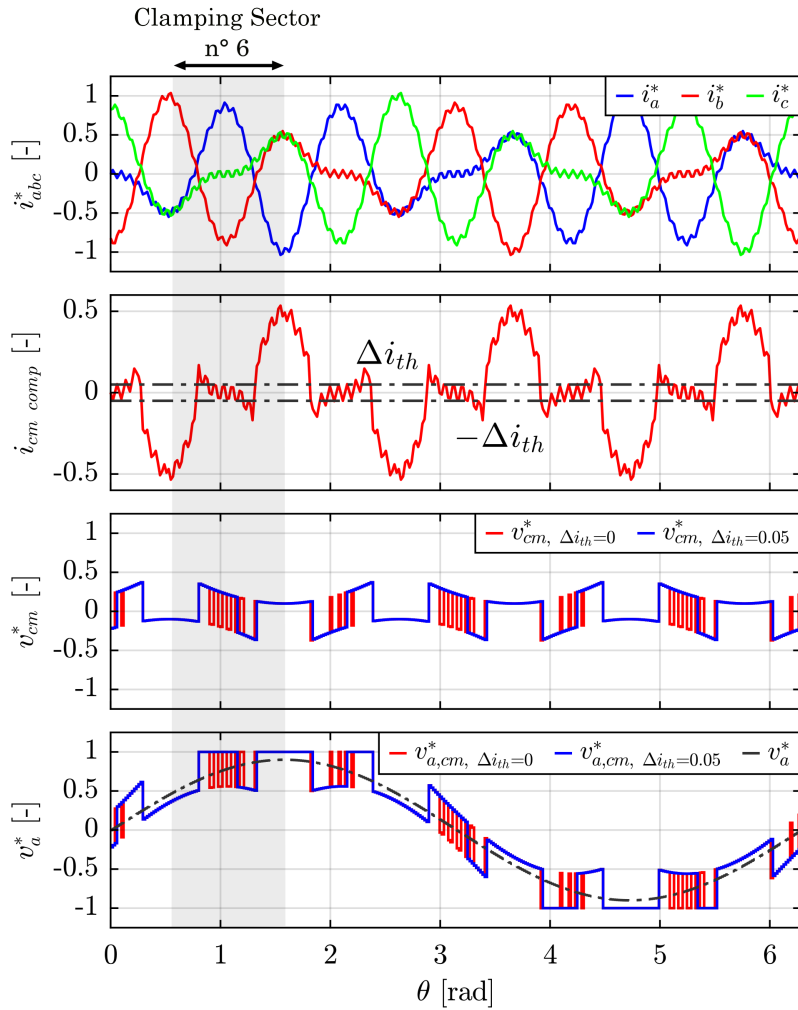 Clamping Sector
n° 6
1
0.5
0
-0.5
-1
i*abc [-]
i*a i*b i*c
0.5
0
-0.5
i cm comp [-]
Δith
−Δith
1
0.5
0
-0.5
-1
v*cm [-]
v*cm, Δith=0 v*cm, Δith=0.05
1
0.5
0
-0.5
-1
v*a [-]
v*a,cm, Δith=0 v*a,cm, Δith=0.05 v*a
0 1 2 3 4 5 6
θ [rad]